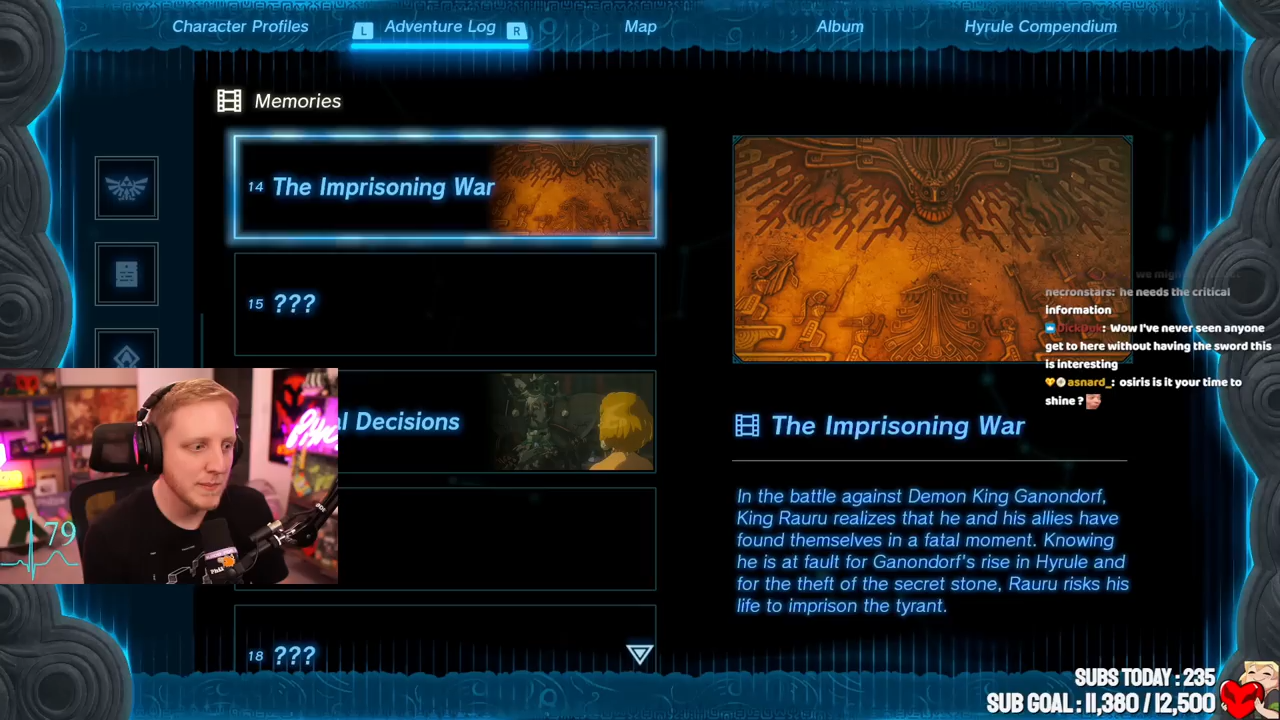 Character Profiles
L Adventure Log R
Map
Album
Hyrule Compendium
Memories
14 The Imprisoning War
15 ???
Decisions
18 ???
The Imprisoning War
In the battle against Demon King Ganondorf,
King Rauru realizes that he and his allies have
found themselves in a fatal moment. Knowing
he is at fault for Ganondorf's rise in Hyrule and
for the theft of the secret stone, Rauru risks his
life to imprison the tyrant.
necronstars: he needs the critical
information
DickDok: Wow I've never seen anyone
get to here without having the sword this
is interesting
asnard_: osiris is it your time to
shine ?
79
SUBS TODAY : 235
SUB GOAL : 11,380 / 12,500